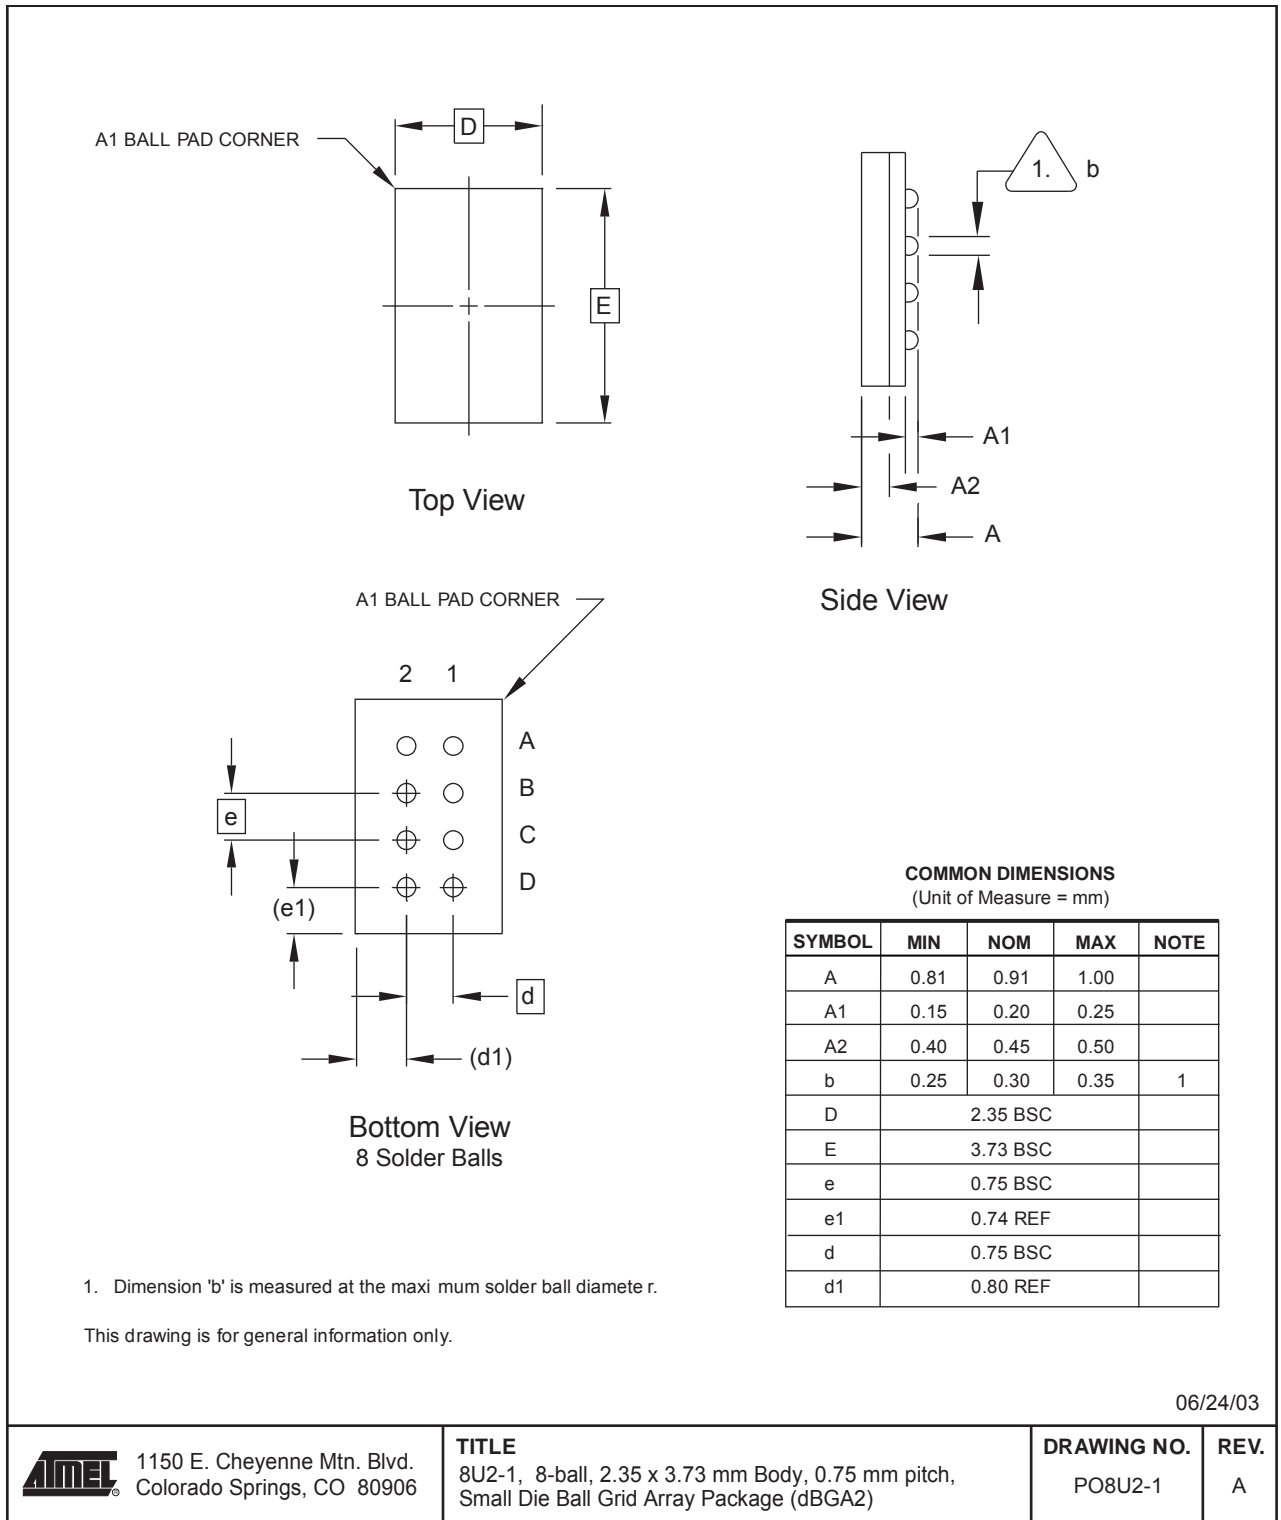 A1 BALL PAD CORNER
D
E
Top View
1.
b
A1
A2
A
Side View
A1 BALL PAD CORNER
2 1
A
B
C
D
e
(e1)
d
(d1)
Bottom View
8 Solder Balls
COMMON DIMENSIONS
(Unit of Measure = mm)
SYMBOL MIN NOM MAX NOTE
A 0.81 0.91 1.00
A1 0.15 0.20 0.25
A2 0.40 0.45 0.50
b 0.25 0.30 0.35 1
D 2.35 BSC
E 3.73 BSC
e 0.75 BSC
e1 0.74 REF
d 0.75 BSC
d1 0.80 REF
1. Dimension 'b' is measured at the maxi mum solder ball diamete r.
This drawing is for general information only.
06/24/03
ATMEL ®
1150 E. Cheyenne Mtn. Blvd.
Colorado Springs, CO 80906
TITLE
8U2-1, 8-ball, 2.35 x 3.73 mm Body, 0.75 mm pitch,
Small Die Ball Grid Array Package (dBGA2)
DRAWING NO.
PO8U2-1
REV.
A